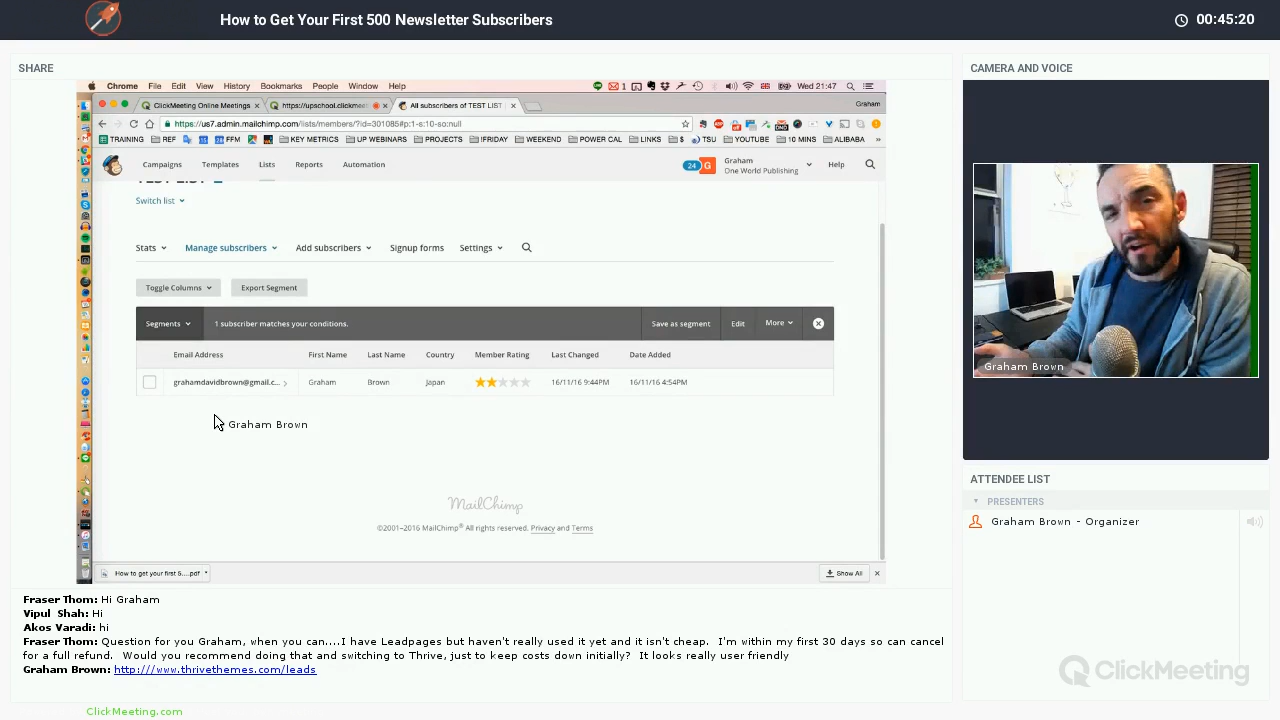 How to Get Your First 500 Newsletter Subscribers
00:45:20
SHARE
CAMERA AND VOICE
Chrome File Edit View History Bookmarks People Window Help
1
Wed 21:47
ClickMeeting Online Meetings
https://upschool.clickmee
All subscribers of TEST LIST
Graham
https://us7.admin.mailchimp.com/lists/members/?id=301085#p:1-s:10-so:null
TRAINING REF FFM KEY METRICS UP WEBINARS PROJECTS !FRIDAY WEEKEND POWER CAL LINKS $ TSU YOUTUBE 10 MINS ALIBABA
Campaigns Templates Lists Reports Automation
24
Graham
One World Publishing
Help
TEST LIST
Switch list
Stats Manage subscribers Add subscribers Signup forms Settings
Toggle Columns Export Segment
Segments 1 subscriber matches your conditions. Save as segment Edit More
Email Address First Name Last Name Country Member Rating Last Changed Date Added
grahamdavidbrown@gmail.c... Graham Brown Japan 16/11/16 9:44PM 16/11/16 4:54PM
Graham Brown
MailChimp
©2001–2016 MailChimp® All rights reserved. Privacy and Terms
How to get your first 5....pdf
Show All
Graham Brown
ATTENDEE LIST
PRESENTERS
Graham Brown - Organizer
Fraser Thom: Hi Graham
Vipul Shah: Hi
Akos Varadi: hi
Fraser Thom: Question for you Graham, when you can....I have Leadpages but haven't really used it yet and it isn't cheap. I'm within my first 30 days so can cancel
for a full refund. Would you recommend doing that and switching to Thrive, just to keep costs down initially? It looks really user friendly
Graham Brown: http:///www.thrivethemes.com/leads
ClickMeeting
ClickMeeting.com